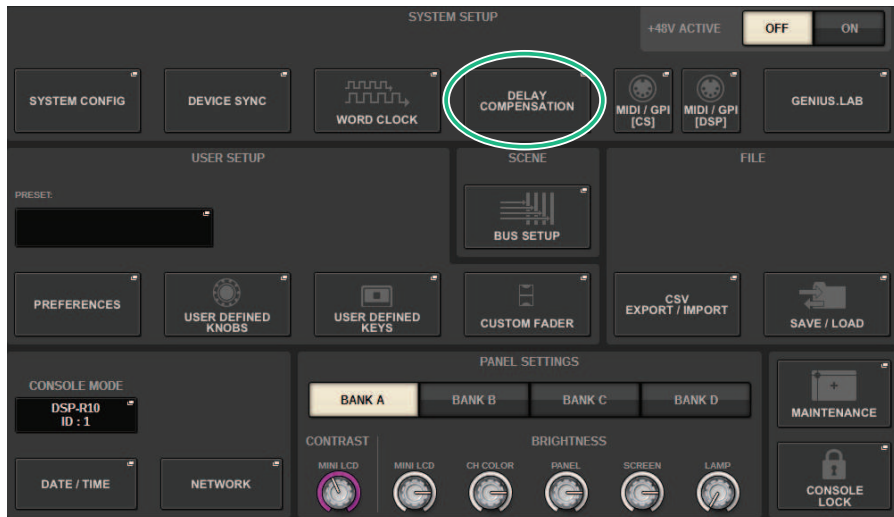 SYSTEM SETUP
+48V ACTIVE
OFF
ON
SYSTEM CONFIG
DEVICE SYNC
WORD CLOCK
DELAY
COMPENSATION
MIDI / GPI
[CS]
MIDI / GPI
[DSP]
GENIUS.LAB
USER SETUP
SCENE
FILE
PRESET:
BUS SETUP
PREFERENCES
USER DEFINED
KNOBS
USER DEFINED
KEYS
CUSTOM FADER
CSV
EXPORT / IMPORT
SAVE / LOAD
PANEL SETTINGS
CONSOLE MODE
DSP-R10
ID : 1
BANK A
BANK B
BANK C
BANK D
MAINTENANCE
CONTRAST
BRIGHTNESS
MINI LCD
MINI LCD
CH COLOR
PANEL
SCREEN
LAMP
DATE / TIME
NETWORK
CONSOLE
LOCK